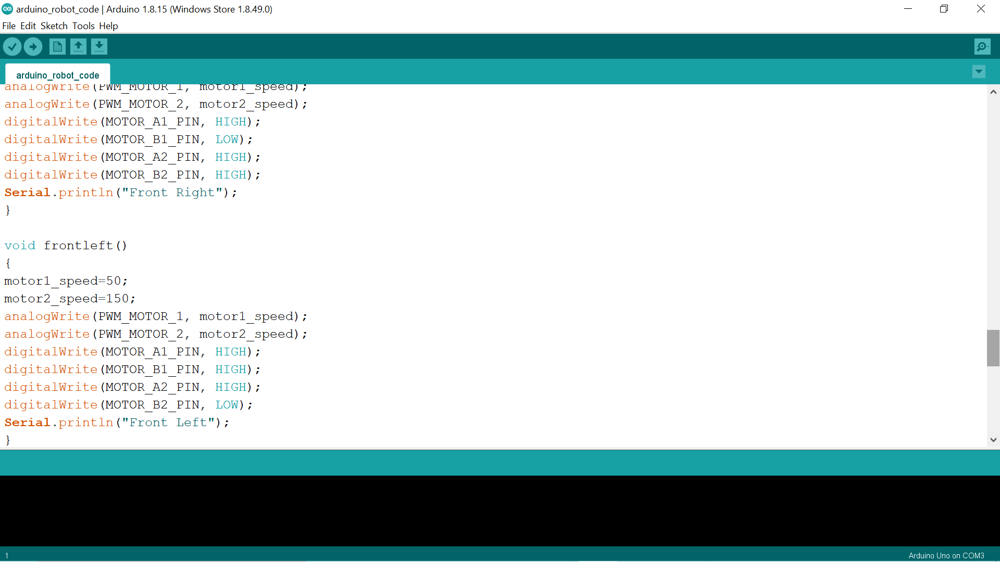 arduino_robot_code | Arduino 1.8.15 (Windows Store 1.8.49.0)
File Edit Sketch Tools Help
arduino_robot_code
analogWrite(PWM_MOTOR_1, motor1_speed);
analogWrite(PWM_MOTOR_2, motor2_speed);
digitalWrite(MOTOR_A1_PIN, HIGH);
digitalWrite(MOTOR_B1_PIN, LOW);
digitalWrite(MOTOR_A2_PIN, HIGH);
digitalWrite(MOTOR_B2_PIN, HIGH);
Serial.println("Front Right");
}
void frontleft()
{
motor1_speed=50;
motor2_speed=150;
analogWrite(PWM_MOTOR_1, motor1_speed);
analogWrite(PWM_MOTOR_2, motor2_speed);
digitalWrite(MOTOR_A1_PIN, HIGH);
digitalWrite(MOTOR_B1_PIN, HIGH);
digitalWrite(MOTOR_A2_PIN, HIGH);
digitalWrite(MOTOR_B2_PIN, LOW);
Serial.println("Front Left");
}
1
Arduino Uno on COM3